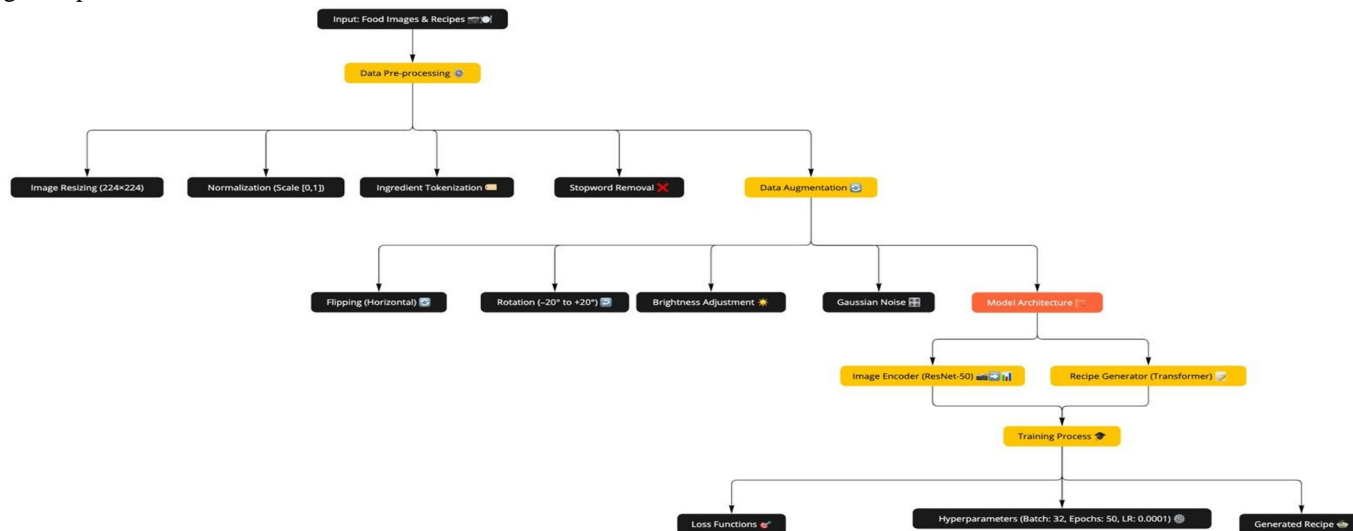 Input: Food Images & Recipes 📷🍽
Data Pre-processing
Image Resizing (224×224)
Normalization (Scale [0,1])
Ingredient Tokenization
Stopword Removal ❌
Data Augmentation
Flipping (Horizontal)
Rotation (–20° to +20°)
Brightness Adjustment
Gaussian Noise
Model Architecture
Image Encoder (ResNet-50)
Recipe Generator (Transformer)
Training Process
Loss Functions
Hyperparameters (Batch: 32, Epochs: 50, LR: 0.0001)
Generated Recipe